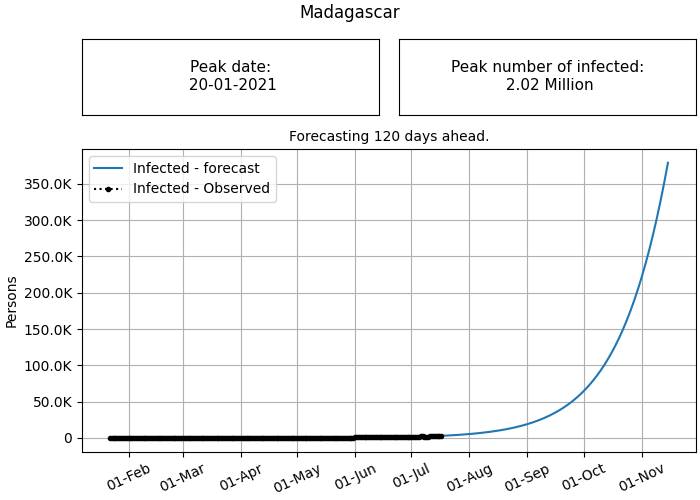 Madagascar
Peak date:
20-01-2021
Peak number of infected:
2.02 Million
Forecasting 120 days ahead.
Infected - forecast
Infected - Observed
350.0K
300.0K
250.0K
200.0K
150.0K
100.0K
50.0K
0
Persons
01-Feb
01-Mar
01-Apr
01-May
01-Jun
01-Jul
01-Aug
01-Sep
01-Oct
01-Nov